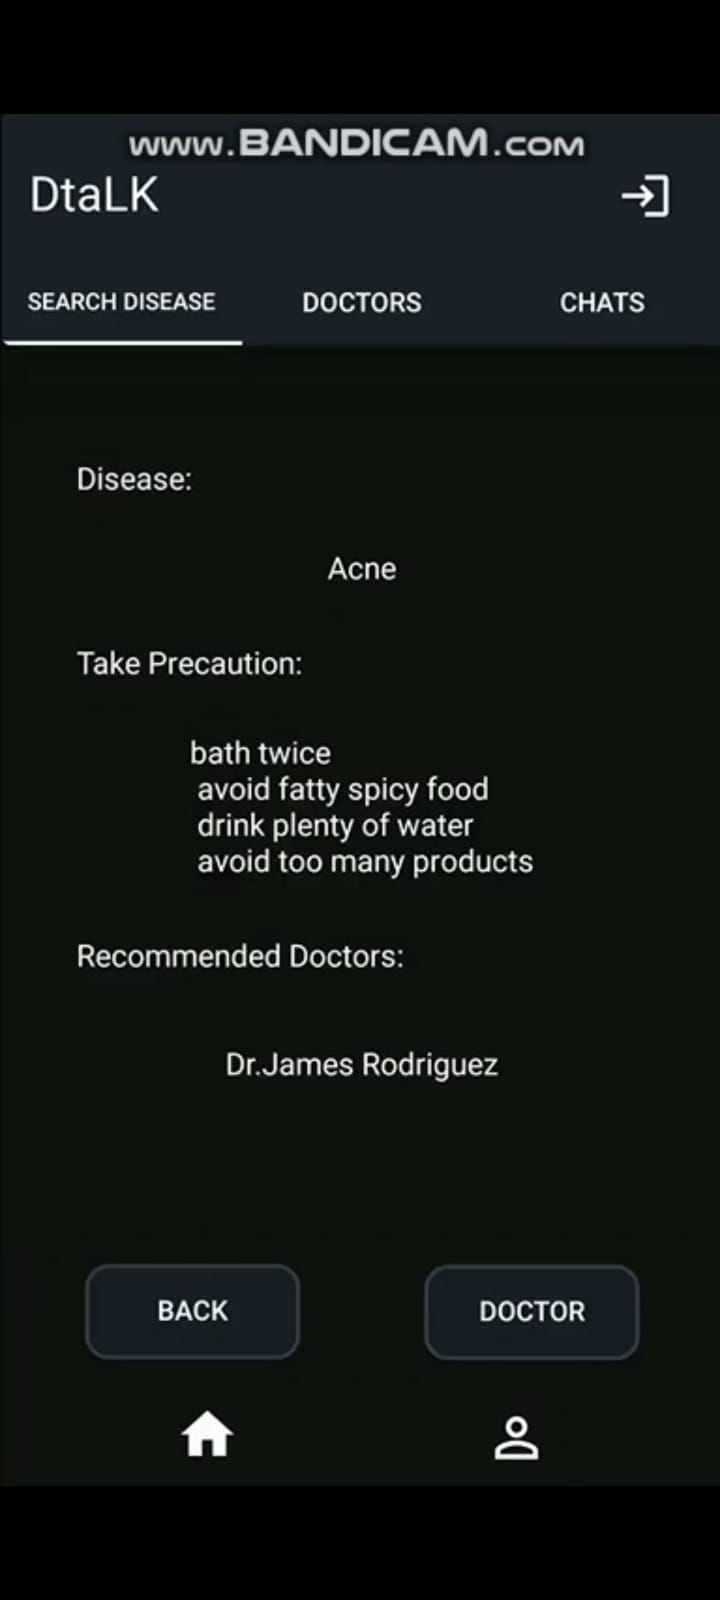 www.BANDICAM.com
DtaLK
SEARCH DISEASE DOCTORS CHATS
Disease:
Acne
Take Precaution:
bath twice
avoid fatty spicy food
drink plenty of water
avoid too many products
Recommended Doctors:
Dr.James Rodriguez
BACK DOCTOR